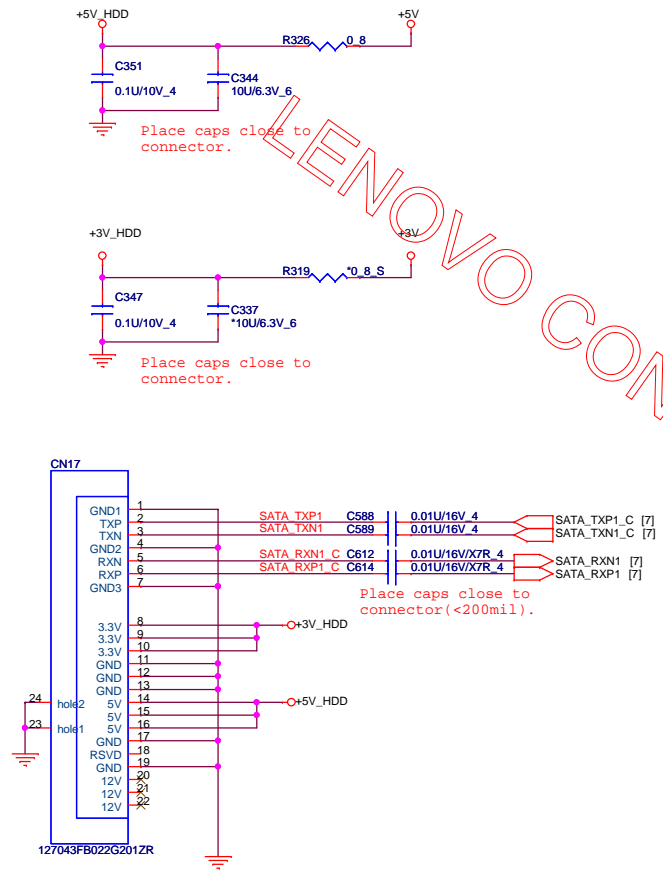 +5V_HDD +5V
R326 0_8
C351 C344
0.1U/10V_4 10U/6.3V_6
Place caps close to
connector.
LENOVO CON
+3V_HDD +3V
R319 *0_8_S
C347 C337
0.1U/10V_4 *10U/6.3V_6
Place caps close to
connector.
CN17
GND1 1
TXP 2 SATA_TXP1 C588 0.01U/16V_4 SATA_TXP1_C [7]
TXN 3 SATA_TXN1 C589 0.01U/16V_4 SATA_TXN1_C [7]
GND2 4
RXN 5 SATA_RXN1_C C612 0.01U/16V/X7R_4 SATA_RXN1 [7]
RXP 6 SATA_RXP1_C C614 0.01U/16V/X7R_4 SATA_RXP1 [7]
GND3 7
Place caps close to
connector(<200mil).
3.3V 8 +3V_HDD
3.3V 9
3.3V 10
GND 11
GND 12
GND 13
24 hole2 5V 14 +5V_HDD
5V 15
23 hole1 5V 16
GND 17
RSVD 18
GND 19
12V 20
12V 21
12V 22
127043FB022G201ZR